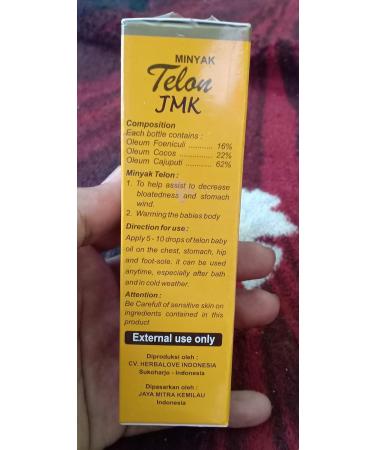 MINYAK
Telon
JMK
Composition
Each bottle contains :
Oleum Foeniculi ........... 16%
Oleum Cocos ............... 22%
Oleum Cajuputi ............ 62%
Minyak Telon :
1. To help assist to decrease
bloatedness and stomach
wind.
2. Warming the babies body
Direction for use :
Apply 5 - 10 drops of telon baby
oil on the chest, stomach, hip
and foot-sole. it can be used
anytime, especially after bath
and in cold weather.
Attention :
Be Carefull of sensitive skin on
ingredients contained in this
product
External use only
Diproduksi oleh :
CV. HERBALOVE INDONESIA
Sukoharjo - Indonesia
Dipasarkan oleh :
JAYA MITRA KEMILAU
Indonesia